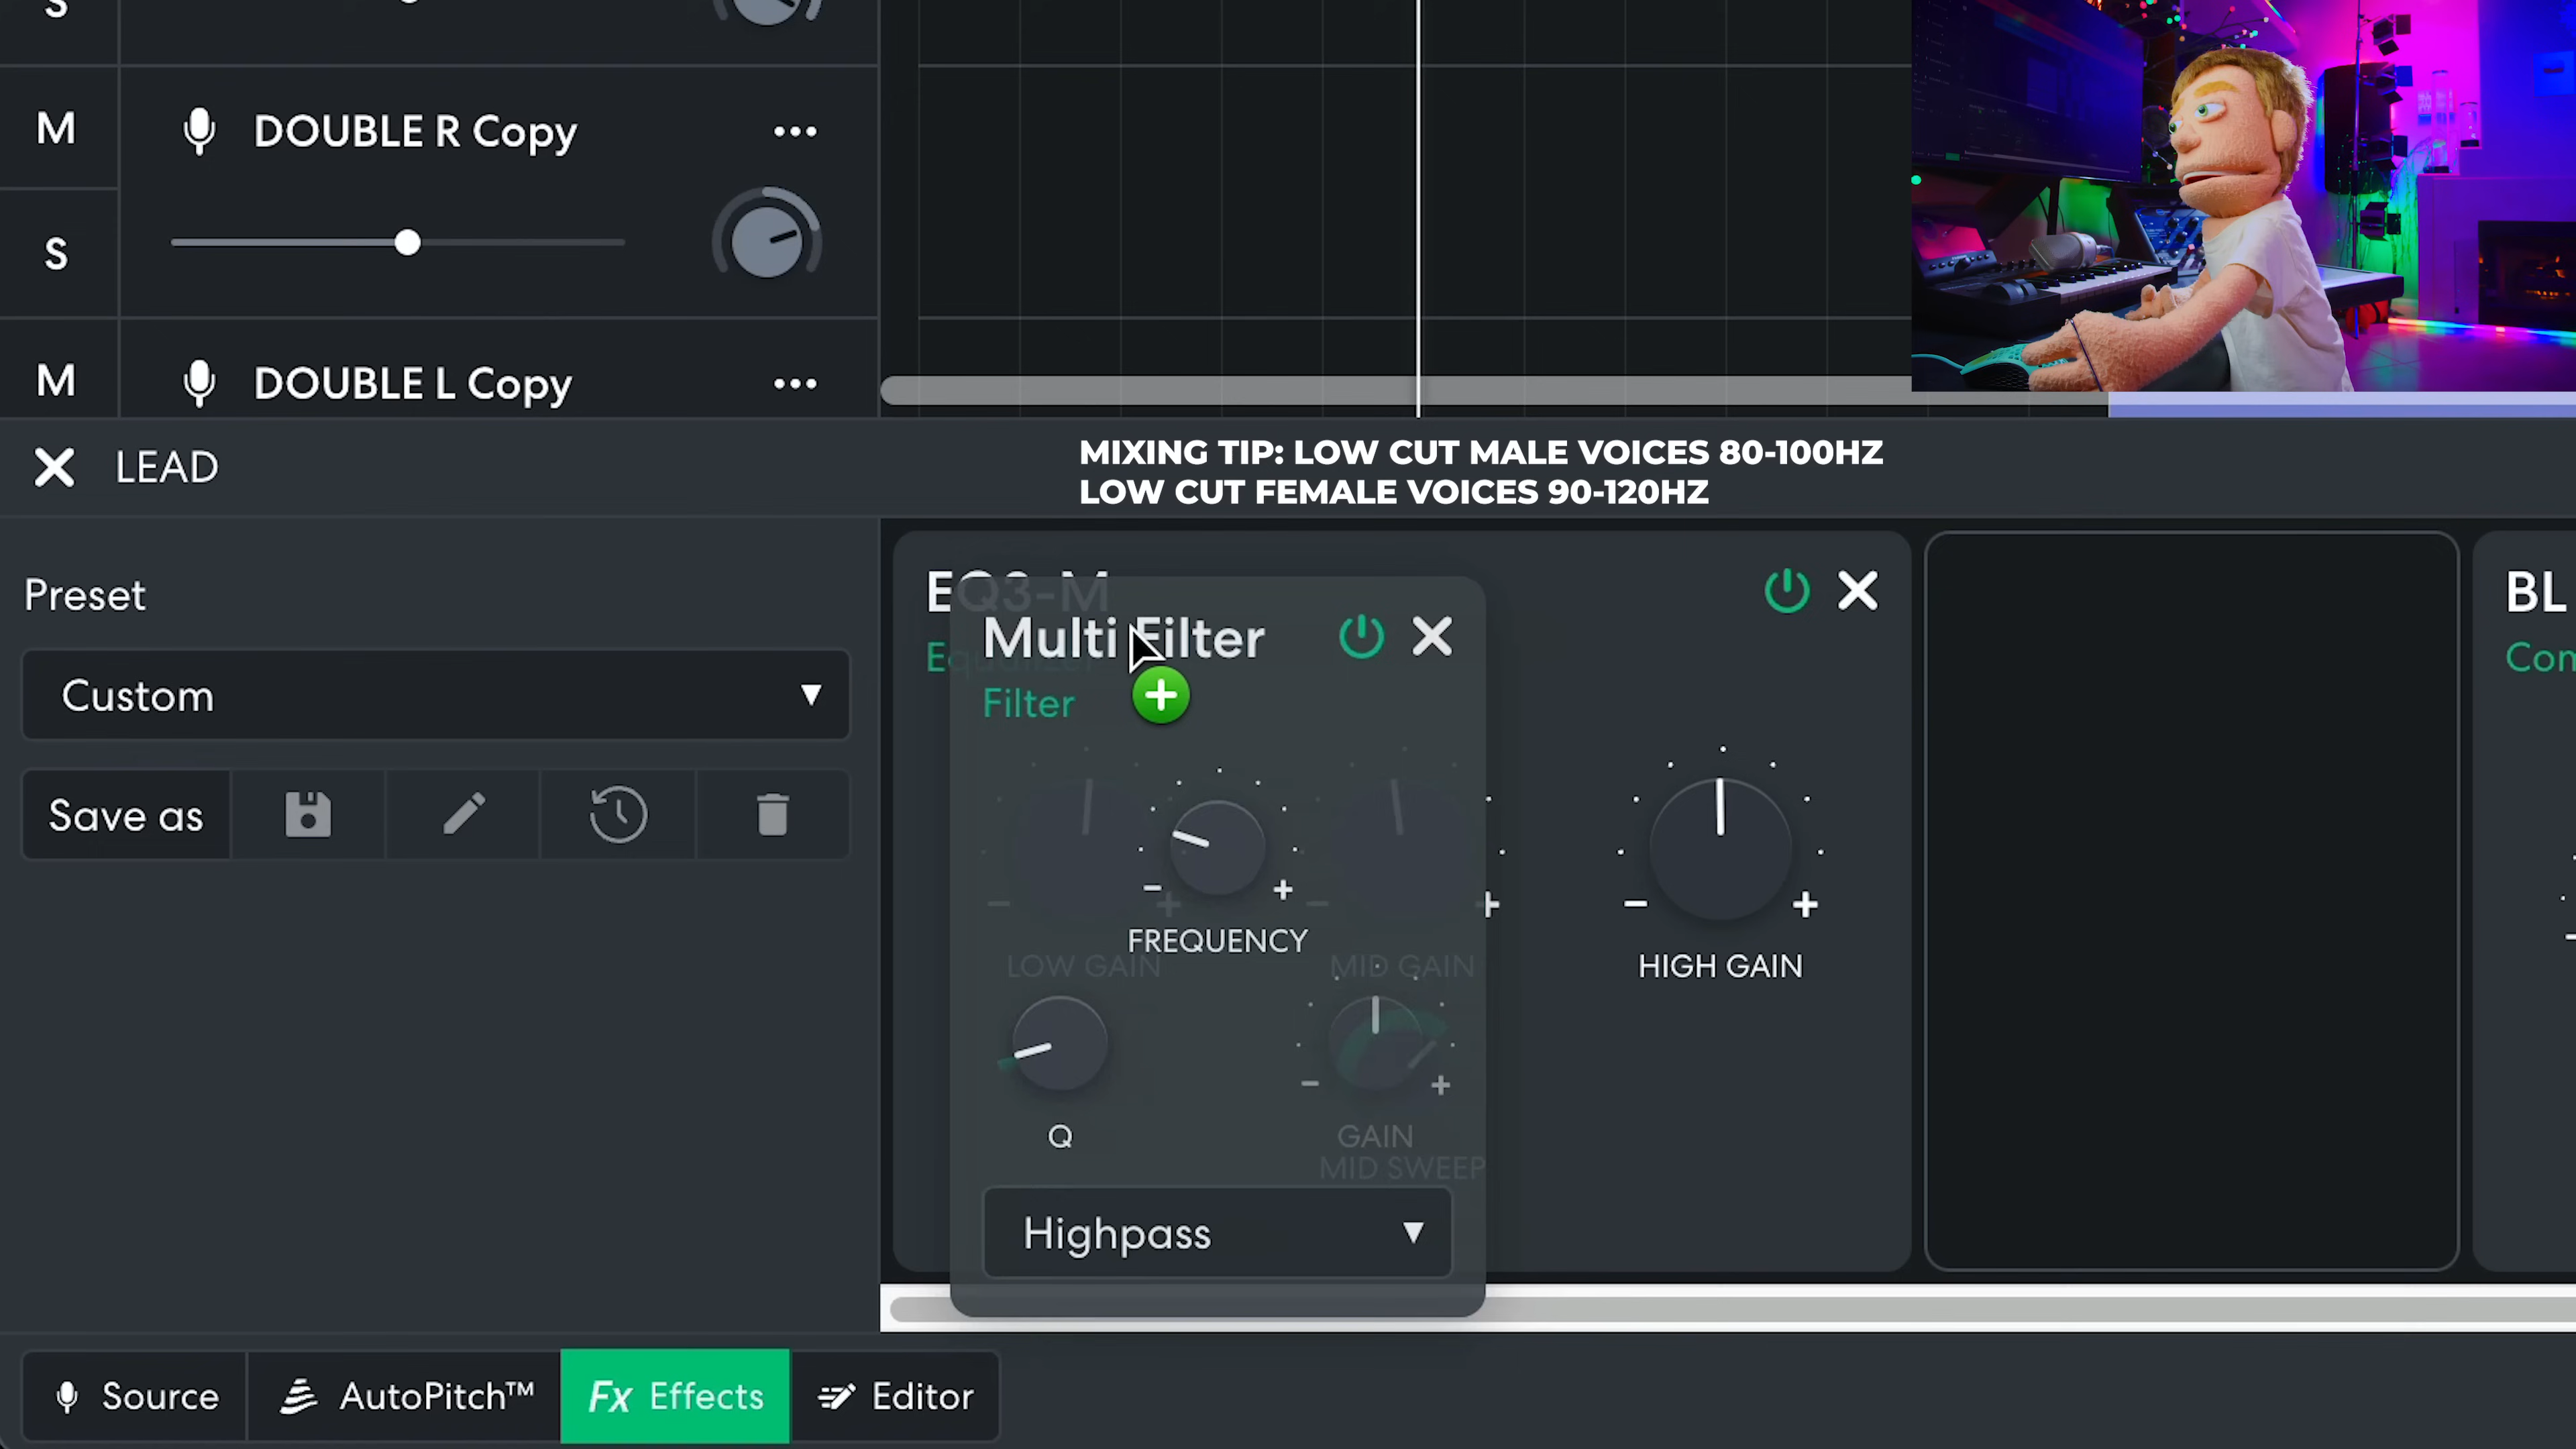 S
M
DOUBLE R Copy
S
M
DOUBLE L Copy
LEAD
MIXING TIP: LOW CUT MALE VOICES 80-100HZ
LOW CUT FEMALE VOICES 90-120HZ
Preset
Custom
Save as
EQ3-M
Equalizer
Multi Filter
Filter
FREQUENCY
LOW GAIN
MID GAIN
HIGH GAIN
Q
GAIN
MID SWEEP
Highpass
BL
Com
Source
AutoPitch™
Fx Effects
Editor